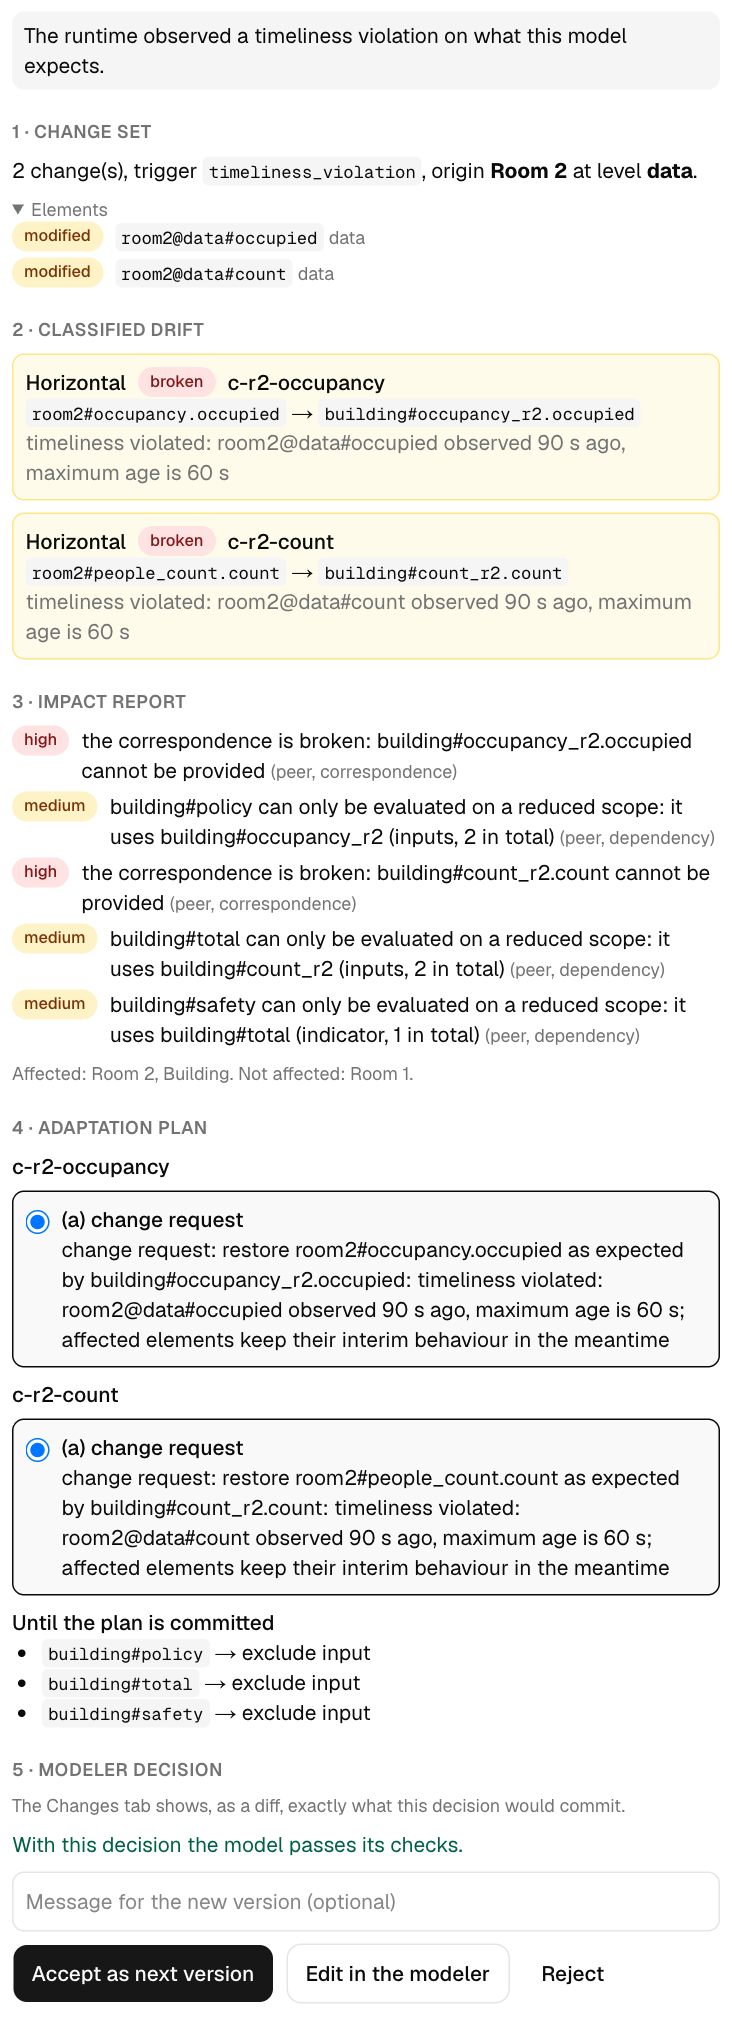 The runtime observed a timeliness violation on what this model
expects.
1 · CHANGE SET
2 change(s), trigger timeliness_violation, origin Room 2 at level data.
▼ Elements
modified room2@data#occupied data
modified room2@data#count data
2 · CLASSIFIED DRIFT
Horizontal broken c-r2-occupancy
room2#occupancy.occupied → building#occupancy_r2.occupied
timeliness violated: room2@data#occupied observed 90 s ago,
maximum age is 60 s
Horizontal broken c-r2-count
room2#people_count.count → building#count_r2.count
timeliness violated: room2@data#count observed 90 s ago, maximum
age is 60 s
3 · IMPACT REPORT
high the correspondence is broken: building#occupancy_r2.occupied
cannot be provided (peer, correspondence)
medium building#policy can only be evaluated on a reduced scope: it
uses building#occupancy_r2 (inputs, 2 in total) (peer, dependency)
high the correspondence is broken: building#count_r2.count cannot be
provided (peer, correspondence)
medium building#total can only be evaluated on a reduced scope: it
uses building#count_r2 (inputs, 2 in total) (peer, dependency)
medium building#safety can only be evaluated on a reduced scope: it
uses building#total (indicator, 1 in total) (peer, dependency)
Affected: Room 2, Building. Not affected: Room 1.
4 · ADAPTATION PLAN
c-r2-occupancy
(a) change request
change request: restore room2#occupancy.occupied as expected
by building#occupancy_r2.occupied: timeliness violated:
room2@data#occupied observed 90 s ago, maximum age is 60 s;
affected elements keep their interim behaviour in the meantime
c-r2-count
(a) change request
change request: restore room2#people_count.count as expected
by building#count_r2.count: timeliness violated:
room2@data#count observed 90 s ago, maximum age is 60 s;
affected elements keep their interim behaviour in the meantime
Until the plan is committed
• building#policy → exclude input
• building#total → exclude input
• building#safety → exclude input
5 · MODELER DECISION
The Changes tab shows, as a diff, exactly what this decision would commit.
With this decision the model passes its checks.
Message for the new version (optional)
Accept as next version Edit in the modeler Reject